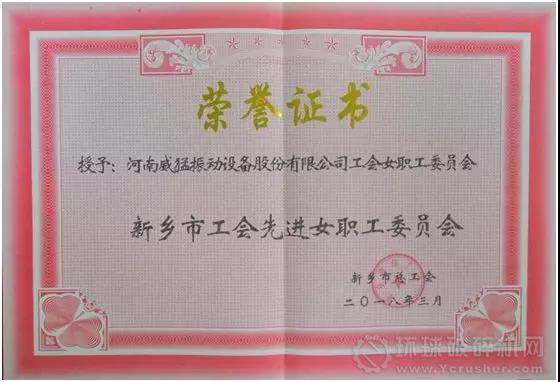 荣誉证书
授予：河南威猛振动设备股份有限公司工会女职工委员会
新乡市工会先进女职工委员会
新乡市总工会
二〇一八年三月
环球破碎机网
www.Ycrusher.com